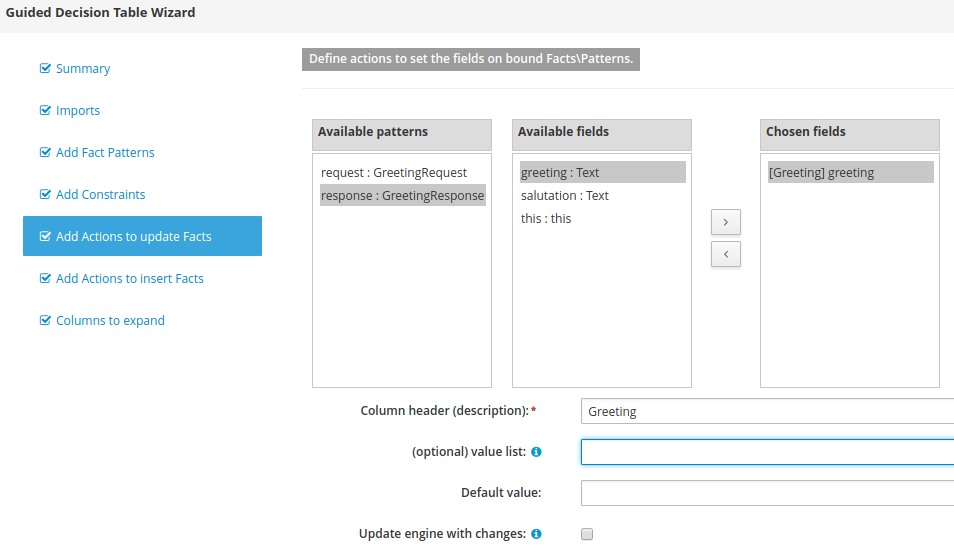 Guided Decision Table Wizard
Summary
Imports
Add Fact Patterns
Add Constraints
Add Actions to update Facts
Add Actions to insert Facts
Columns to expand
Define actions to set the fields on bound Facts\Patterns.
Available patterns
request : GreetingRequest
response : GreetingResponse
Available fields
greeting : Text
salutation : Text
this : this
>
<
Chosen fields
[Greeting] greeting
Column header (description): * Greeting
(optional) value list:
Default value:
Update engine with changes: